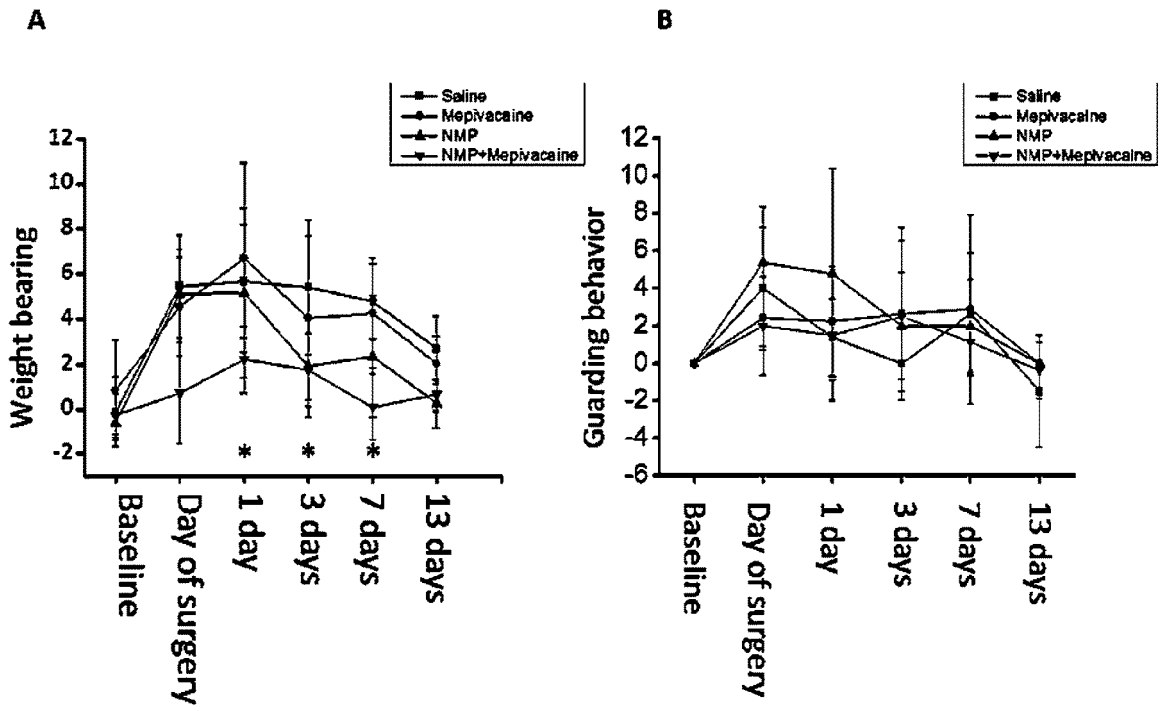 A
Saline
Mepivacaine
NMP
NMP+Mepivacaine
12
10
8
6
4
2
0
-2
Weight bearing
* * *
Baseline
Day of surgery
1 day
3 days
7 days
13 days
B
Saline
Mepivacaine
NMP
NMP+Mepivacaine
12
10
8
6
4
2
0
-2
-4
-6
Guarding behavior
Baseline
Day of surgery
1 day
3 days
7 days
13 days